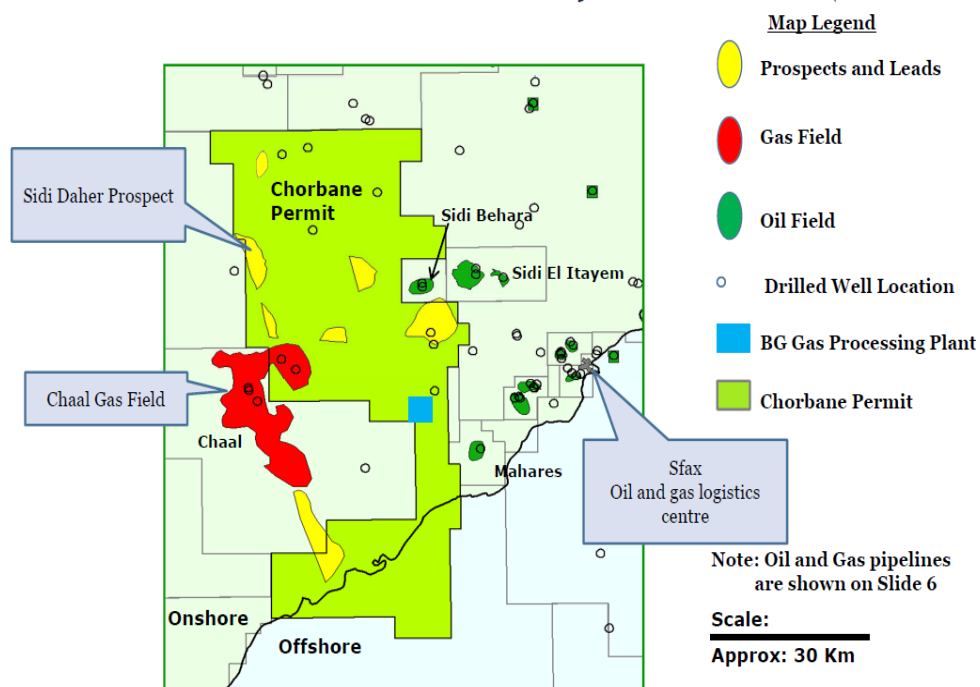 Map Legend
Prospects and Leads
Gas Field
Oil Field
Drilled Well Location
BG Gas Processing Plant
Chorbane Permit
Sidi Daher Prospect
Chorbane
Permit
Sidi Behara
Sidi El Itayem
Chaal Gas Field
Chaal
Mahares
Sfax
Oil and gas logistics
centre
Onshore
Offshore
Note: Oil and Gas pipelines
are shown on Slide 6
Scale:
Approx: 30 Km